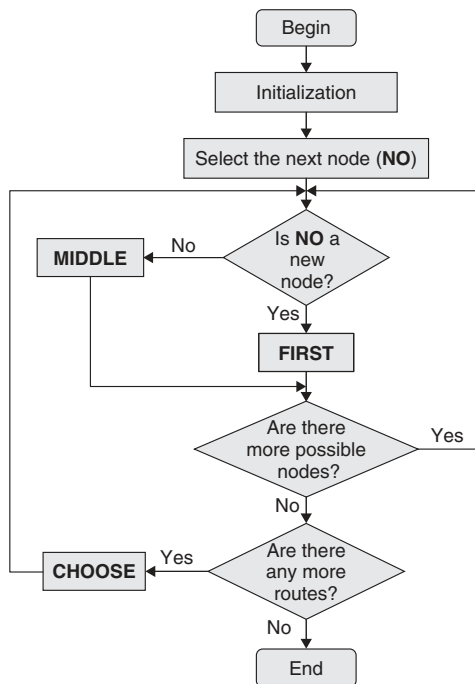 Begin
Initialization
Select the next node (NO)
Is NO a
new
node?
No
MIDDLE
Yes
FIRST
Are there
more possible
nodes?
Yes
No
Are there
any more
routes?
Yes
CHOOSE
No
End